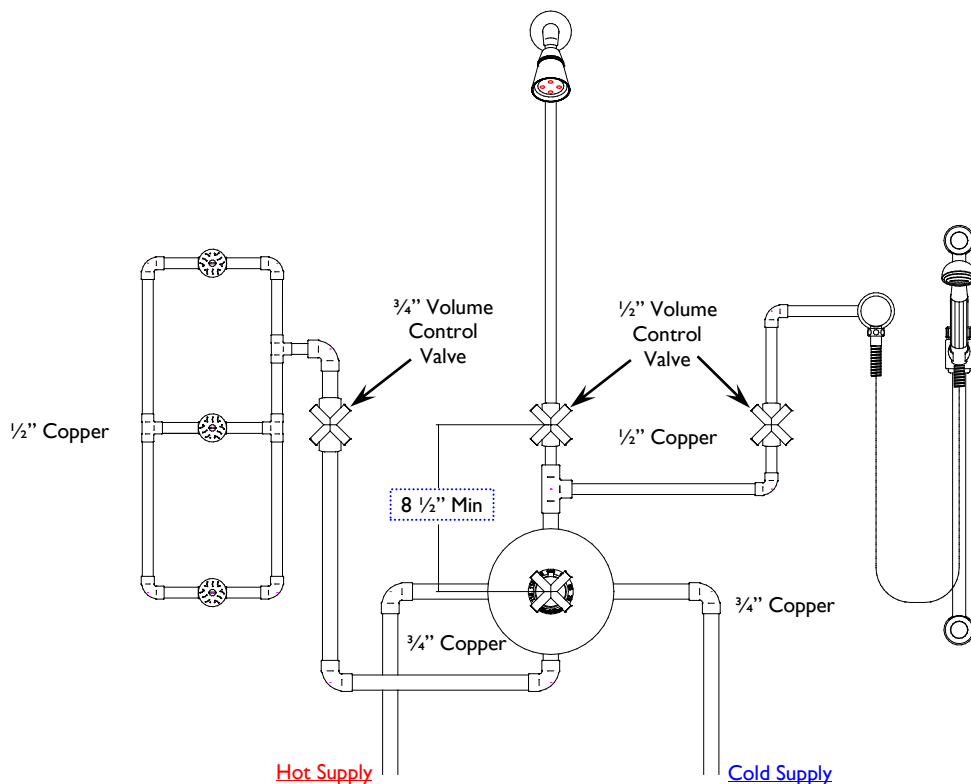 ¾” Volume
Control
Valve
½” Volume
Control
Valve
½” Copper
½” Copper
8 ½” Min
¾” Copper
¾” Copper
Hot Supply
Cold Supply